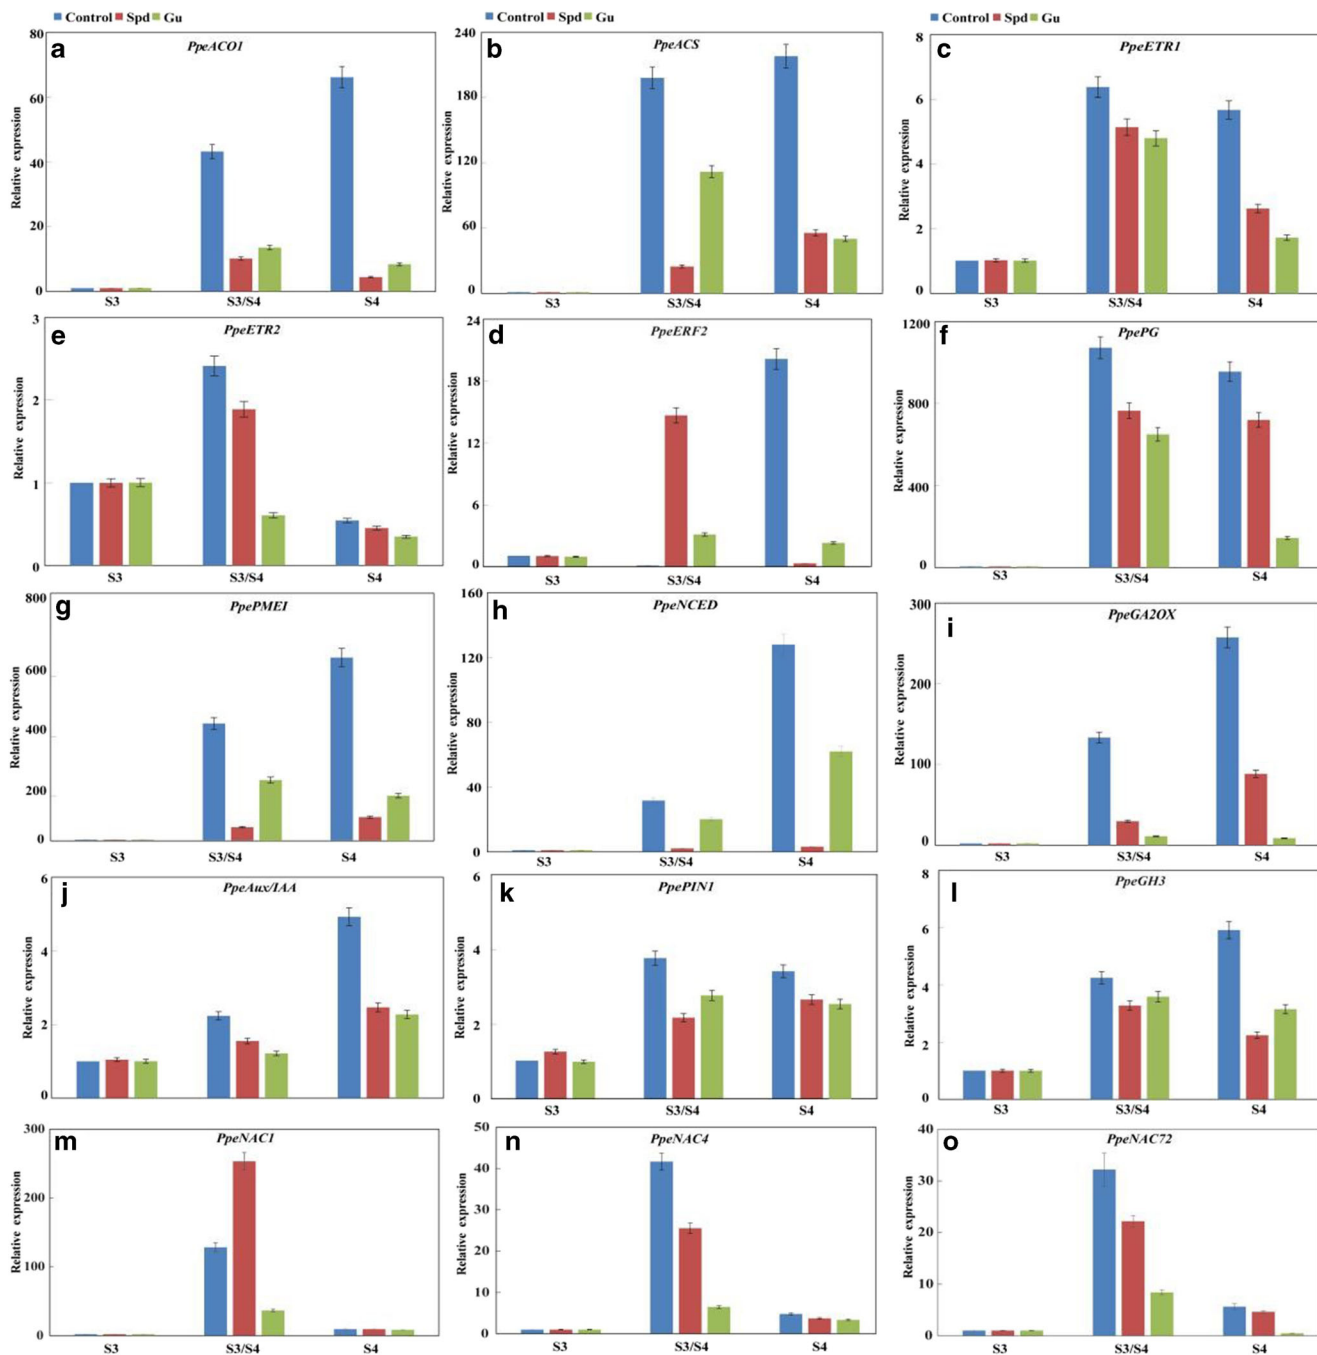 Control Spd Gu
Control Spd Gu
Control Spd Gu
a
PpeACO1
80
60
40
20
0
Relative expression
S3 S3/S4 S4
b
PpeACS
240
180
120
60
0
Relative expression
S3 S3/S4 S4
c
PpeETR1
8
6
4
2
0
Relative expression
S3 S3/S4 S4
e
PpeETR2
3
2
1
0
Relative expression
S3 S3/S4 S4
d
PpeERF2
24
18
12
6
0
Relative expression
S3 S3/S4 S4
f
PpePG
1200
800
400
0
Relative expression
S3 S3/S4 S4
g
PpePMEI
800
600
400
200
0
Relative expression
S3 S3/S4 S4
h
PpeNCED
160
120
80
40
0
Relative expression
S3 S3/S4 S4
i
PpeGA2OX
300
200
100
0
Relative expression
S3 S3/S4 S4
j
PpeAux/IAA
6
4
2
0
Relative expression
k
PpePIN1
6
4
2
0
Relative expression
S3 S3/S4 S4
l
PpeGH3
8
6
4
2
0
Relative expression
S3 S3/S4 S4
m
PpeNAC1
300
200
100
0
Relative expression
S3 S3/S4 S4
n
PpeNAC4
50
40
30
20
10
0
Relative expression
S3 S3/S4 S4
o
PpeNAC72
40
30
20
10
0
Relative expression
S3 S3/S4 S4